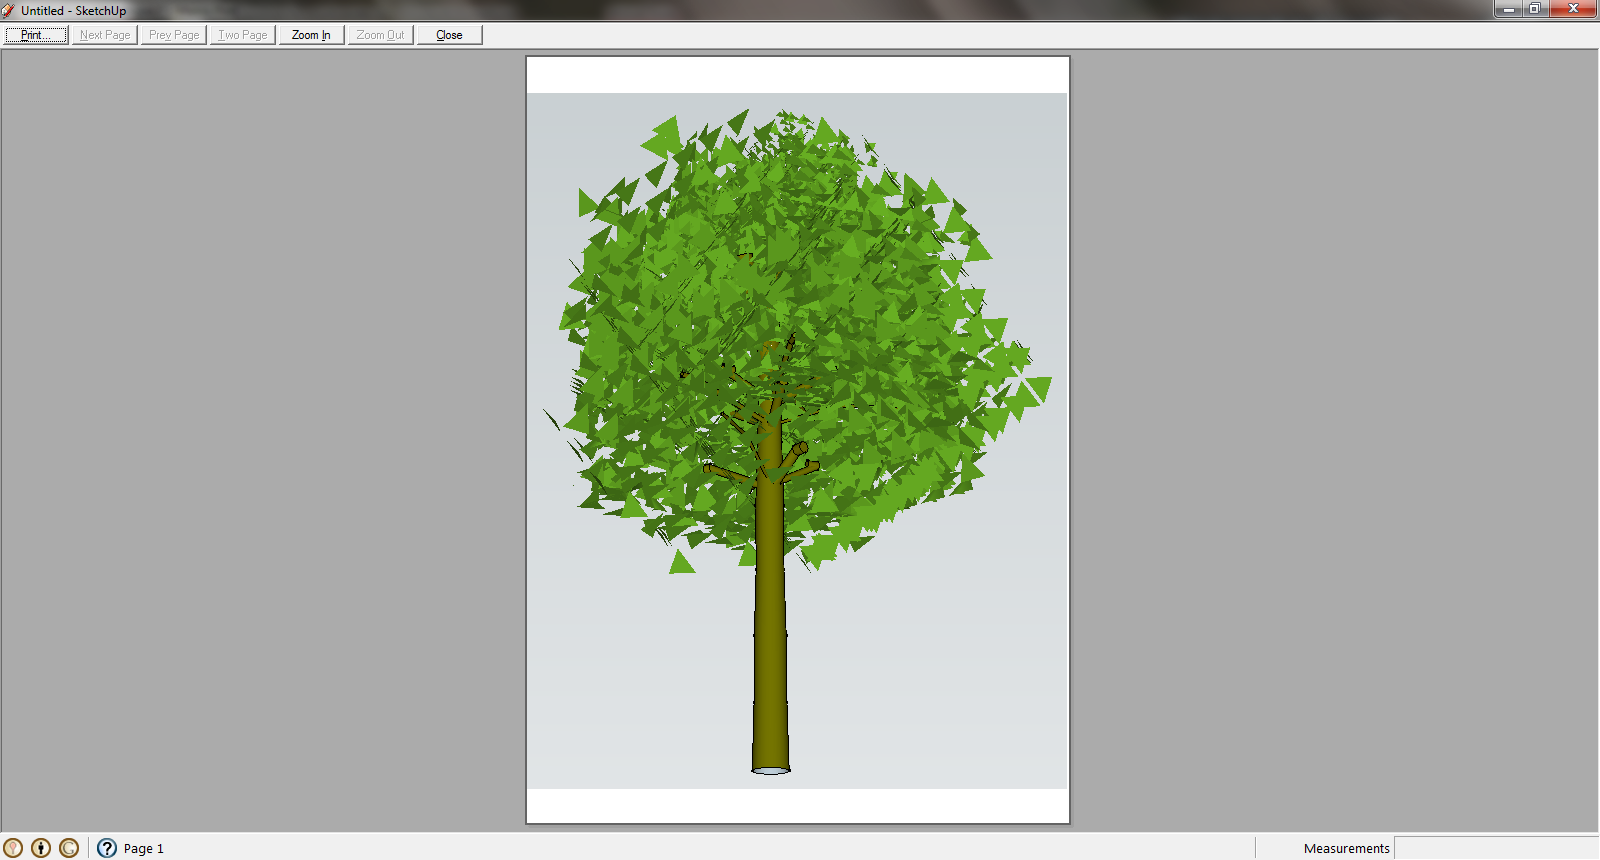 Untitled - SketchUp
Print... Next Page Prev Page Two Page Zoom In Zoom Out Close
Page 1 Measurements